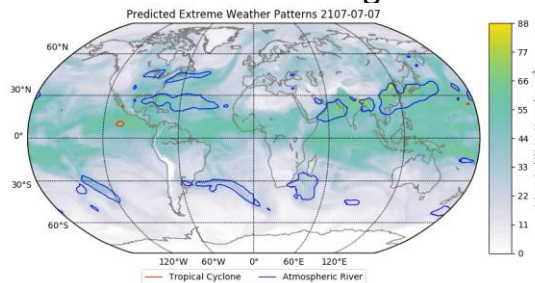 Predicted Extreme Weather Patterns 2107-07-07
60°N
30°N
0°
30°S
60°S
120°W 60°W 0° 60°E 120°E
Tropical Cyclone Atmospheric River
88
77
66
55
44
33
22
11
0